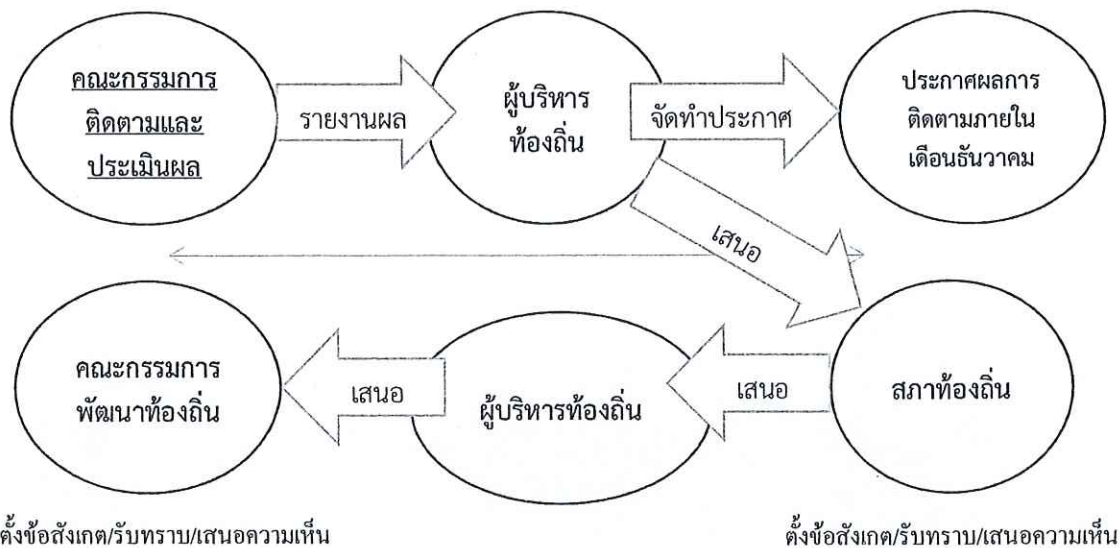 คณะกรรมการ
ติดตามและ
ประเมินผล
รายงานผล
ผู้บริหาร
ท้องถิ่น
จัดทำประกาศ
ประกาศผลการ
ติดตามภายใน
เดือนธันวาคม
เสนอ
คณะกรรมการ
พัฒนาท้องถิ่น
เสนอ
ผู้บริหารท้องถิ่น
เสนอ
สภาท้องถิ่น
ตั้งข้อสังเกต/รับทราบ/เสนอความเห็น
ตั้งข้อสังเกต/รับทราบ/เสนอความเห็น